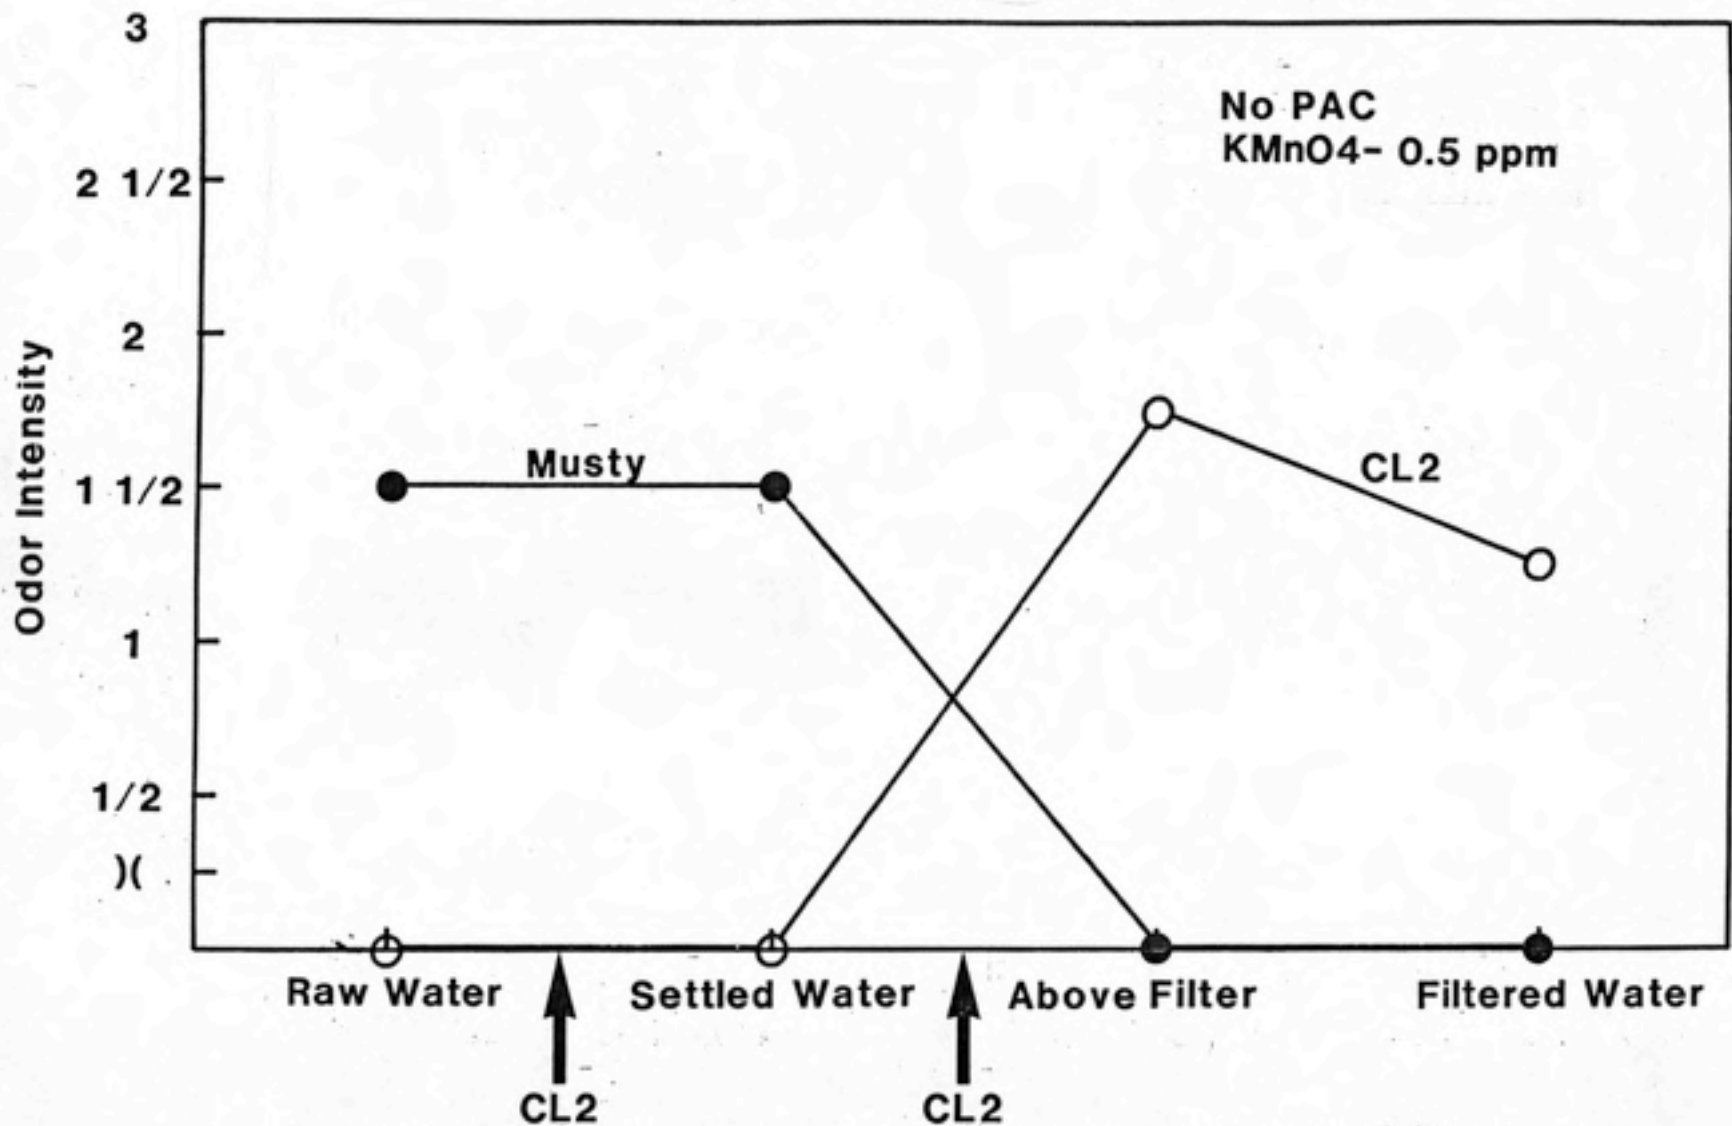 3
No PAC
KMnO4- 0.5 ppm
2 1/2
2
Odor Intensity
Musty
CL2
1 1/2
1
1/2
)(
Raw Water
Settled Water
Above Filter
Filtered Water
CL2
CL2